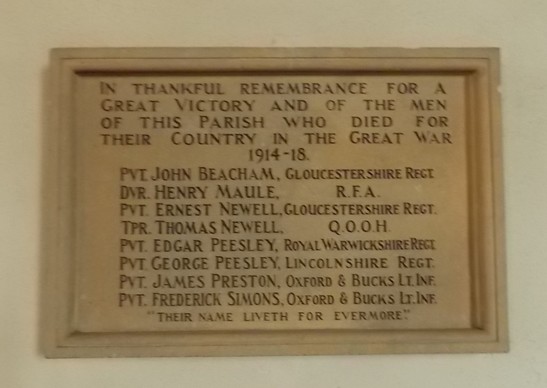 IN THANKFUL REMEMBRANCE FOR A
GREAT VICTORY AND OF THE MEN
OF THIS PARISH WHO DIED FOR
THEIR COUNTRY IN THE GREAT WAR
1914-18.
PVT. JOHN BEACHAM, GLOUCESTERSHIRE REGT.
DVR. HENRY MAULE, R.F.A.
PVT. ERNEST NEWELL, GLOUCESTERSHIRE REGT.
TPR. THOMAS NEWELL, Q.O.O.H.
PVT. EDGAR PEESLEY, ROYAL WARWICKSHIRE REGT.
PVT. GEORGE PEESLEY, LINCOLNSHIRE REGT.
PVT. JAMES PRESTON, OXFORD & BUCKS LT. INF.
PVT. FREDERICK SIMONS, OXFORD & BUCKS LT. INF.
"THEIR NAME LIVETH FOR EVERMORE."